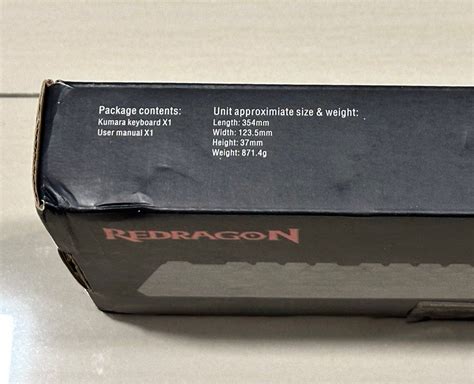 Package contents:
Kumara keyboard X1
User manual X1
Unit approximiate size & weight:
Length: 354mm
Width: 123.5mm
Height: 37mm
Weight: 871.4g
REDRAGON